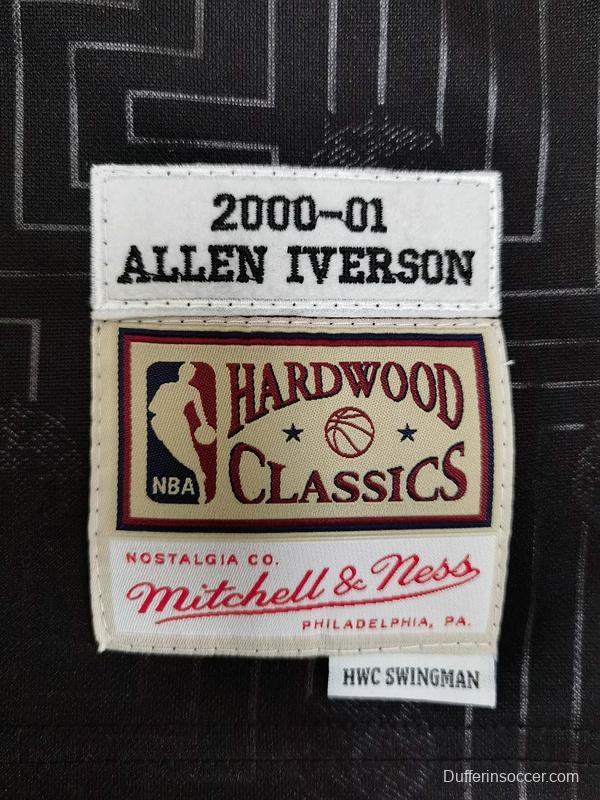 2000-01
ALLEN IVERSON
HARDWOOD
CLASSICS
NBA
NOSTALGIA CO.
Mitchell & Ness
PHILADELPHIA, PA.
HWC SWINGMAN
Dufferinsoccer.com